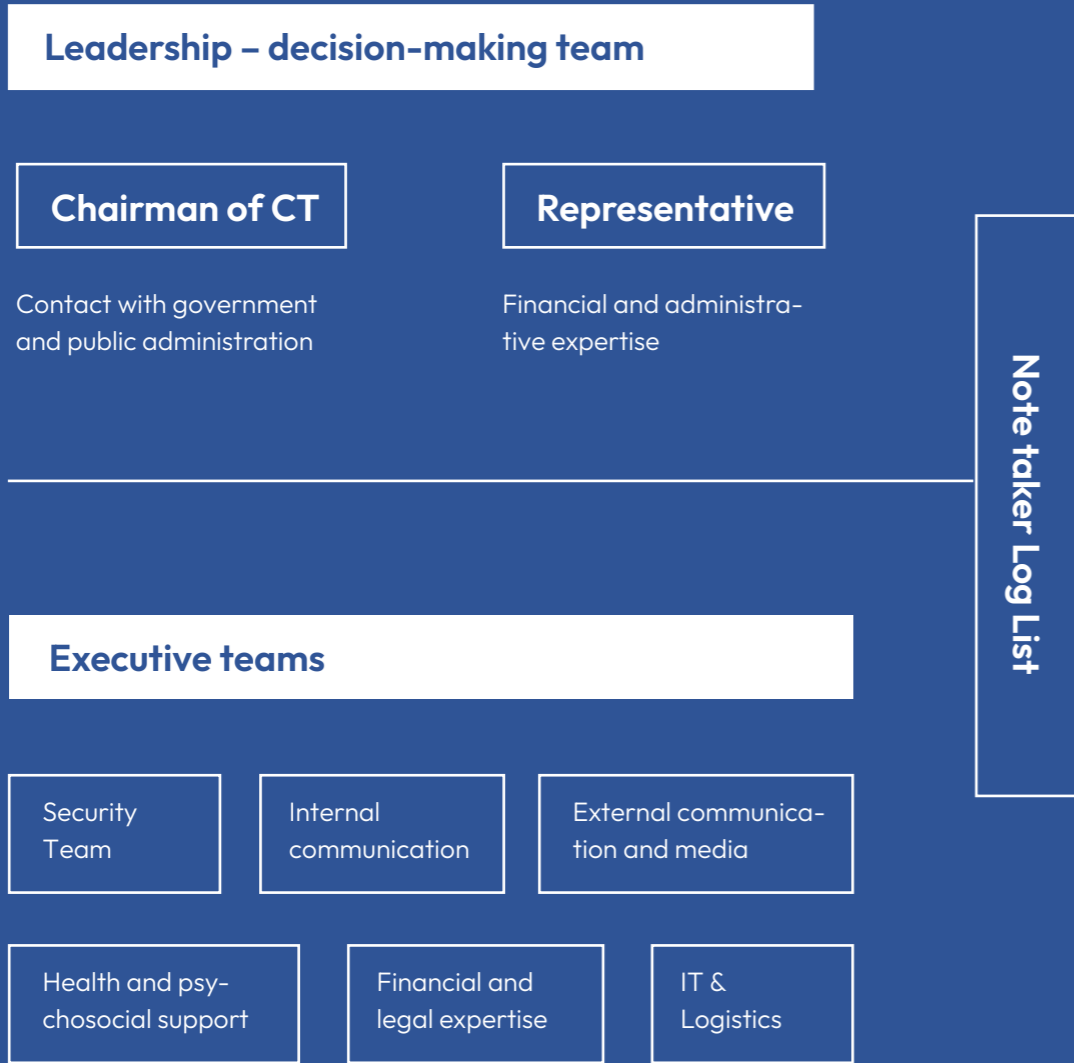 Leadership – decision-making team
Chairman of CT
Representative
Contact with government
and public administration
Financial and administra-
tive expertise
Note taker Log List
Executive teams
Security
Team
Internal
communication
External communica-
tion and media
Health and psy-
chosocial support
Financial and
legal expertise
IT &
Logistics